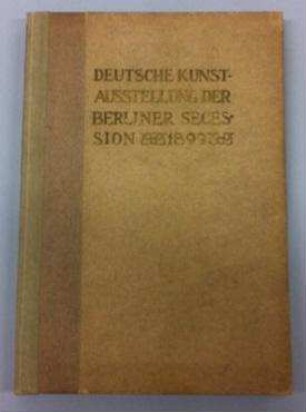 DEUTSCHE KUNST-
AUSSTELLUNG DER
BERLINER SECES-
SION 1899